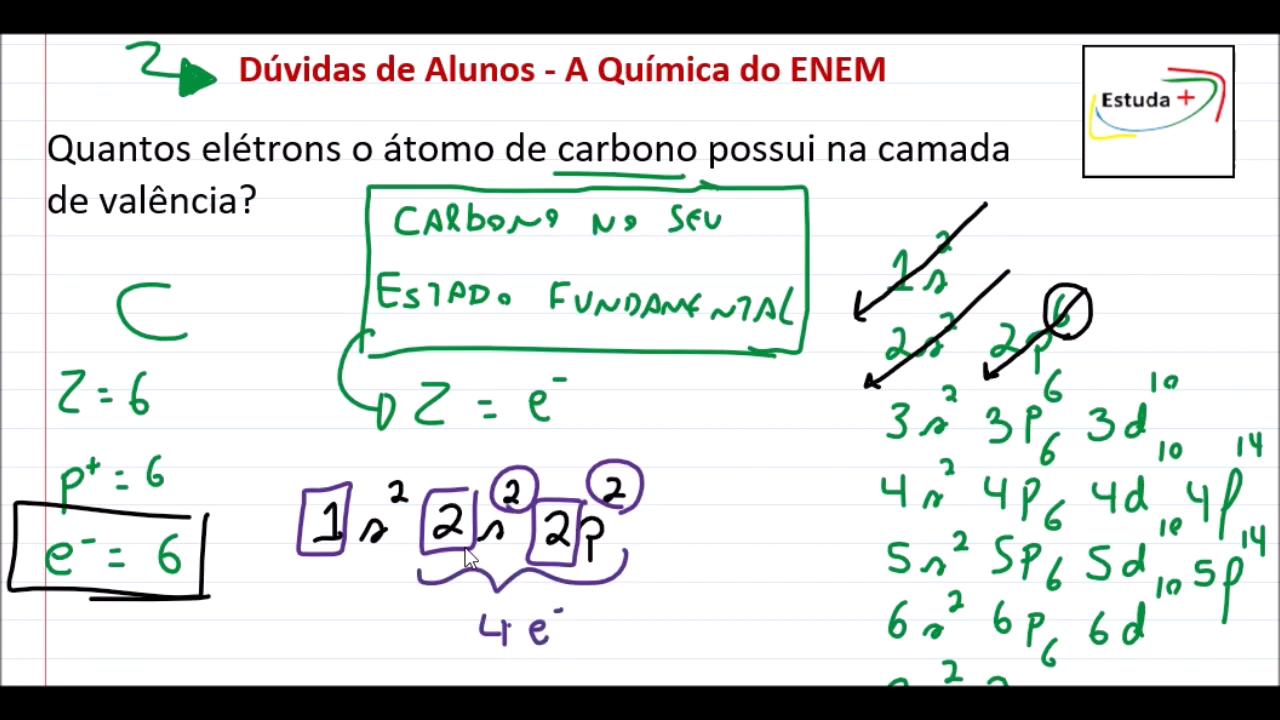 Dúvidas de Alunos - A Química do ENEM
Estuda +
Quantos elétrons o átomo de carbono possui na camada
de valência?
CARBONO NO SEU
ESTADO FUNDAMENTAL
C
Z = 6
Z = e⁻
p⁺ = 6
e⁻ = 6
1s² 2s² 2p²
4 e⁻
1s²
2s² 2p⁶
3s² 3p⁶ 3d¹⁰
4s² 4p⁶ 4d¹⁰ 4f¹⁴
5s² 5p⁶ 5d¹⁰ 5f¹⁴
6s² 6p⁶ 6d¹⁰